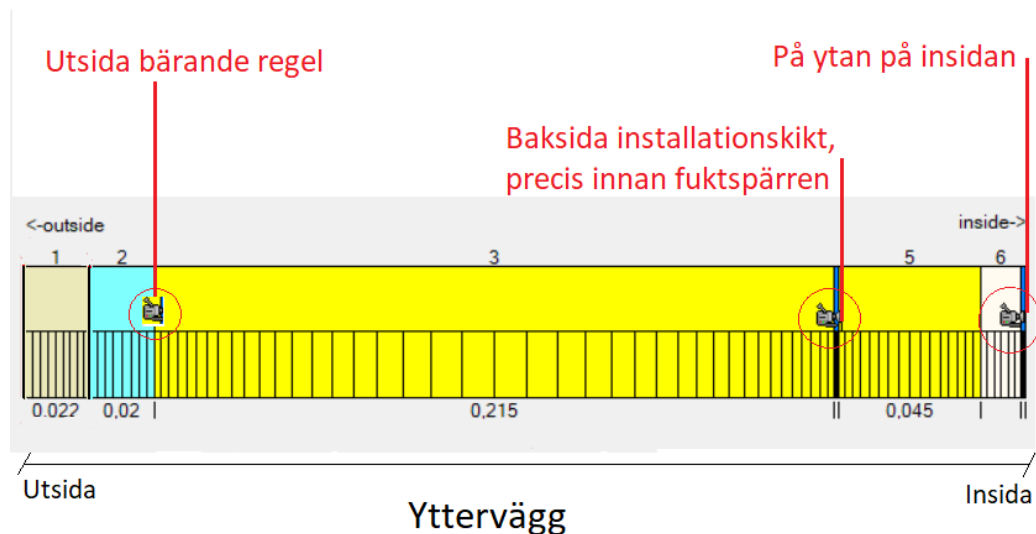 Utsida bärande regel
På ytan på insidan
Baksida installationskikt,
precis innan fuktspärren
<-outside
inside->
1 2 3 5 6
0.022 0,02 | 0,215 || 0,045 | ||
Utsida
Insida
Yttervägg